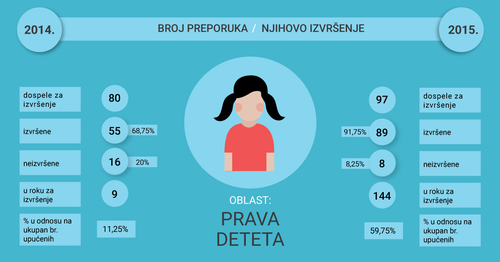 2014.
BROJ PREPORUKA / NJIHOVO IZVRŠENJE
2015.
dospele za
izvršenje
80
izvršene
55
68,75%
neizvršene
16
20%
u roku za
izvršenje
9
% u odnosu na
ukupan br.
upućenih
11,25%
OBLAST:
PRAVA
DETETA
97
dospele za
izvršenje
91,75%
89
izvršene
8,25%
8
neizvršene
144
u roku za
izvršenje
59,75%
% u odnosu na
ukupan br.
upućenih